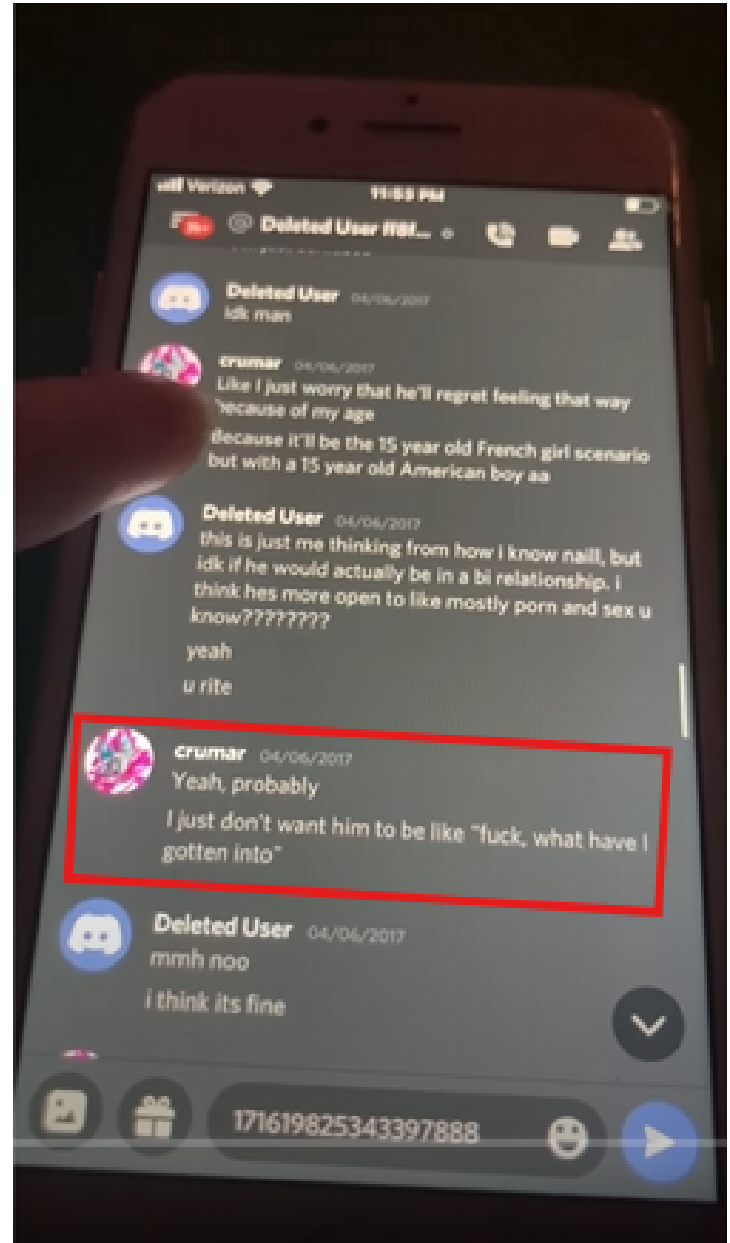 Verizon 11:53 PM
@ Deleted User
Deleted User 04/06/2017
idk man
crumar 04/06/2017
Like I just worry that he'll regret feeling that way
because of my age
Because it'll be the 15 year old French girl scenario
but with a 15 year old American boy aa
Deleted User 04/06/2017
this is just me thinking from how i know naill, but
idk if he would actually be in a bi relationship. i
think hes more open to like mostly porn and sex u
know????????
yeah
u rite
crumar 04/06/2017
Yeah, probably
I just don't want him to be like "fuck, what have I
gotten into"
Deleted User 04/06/2017
mmh noo
i think its fine
171619825343397888